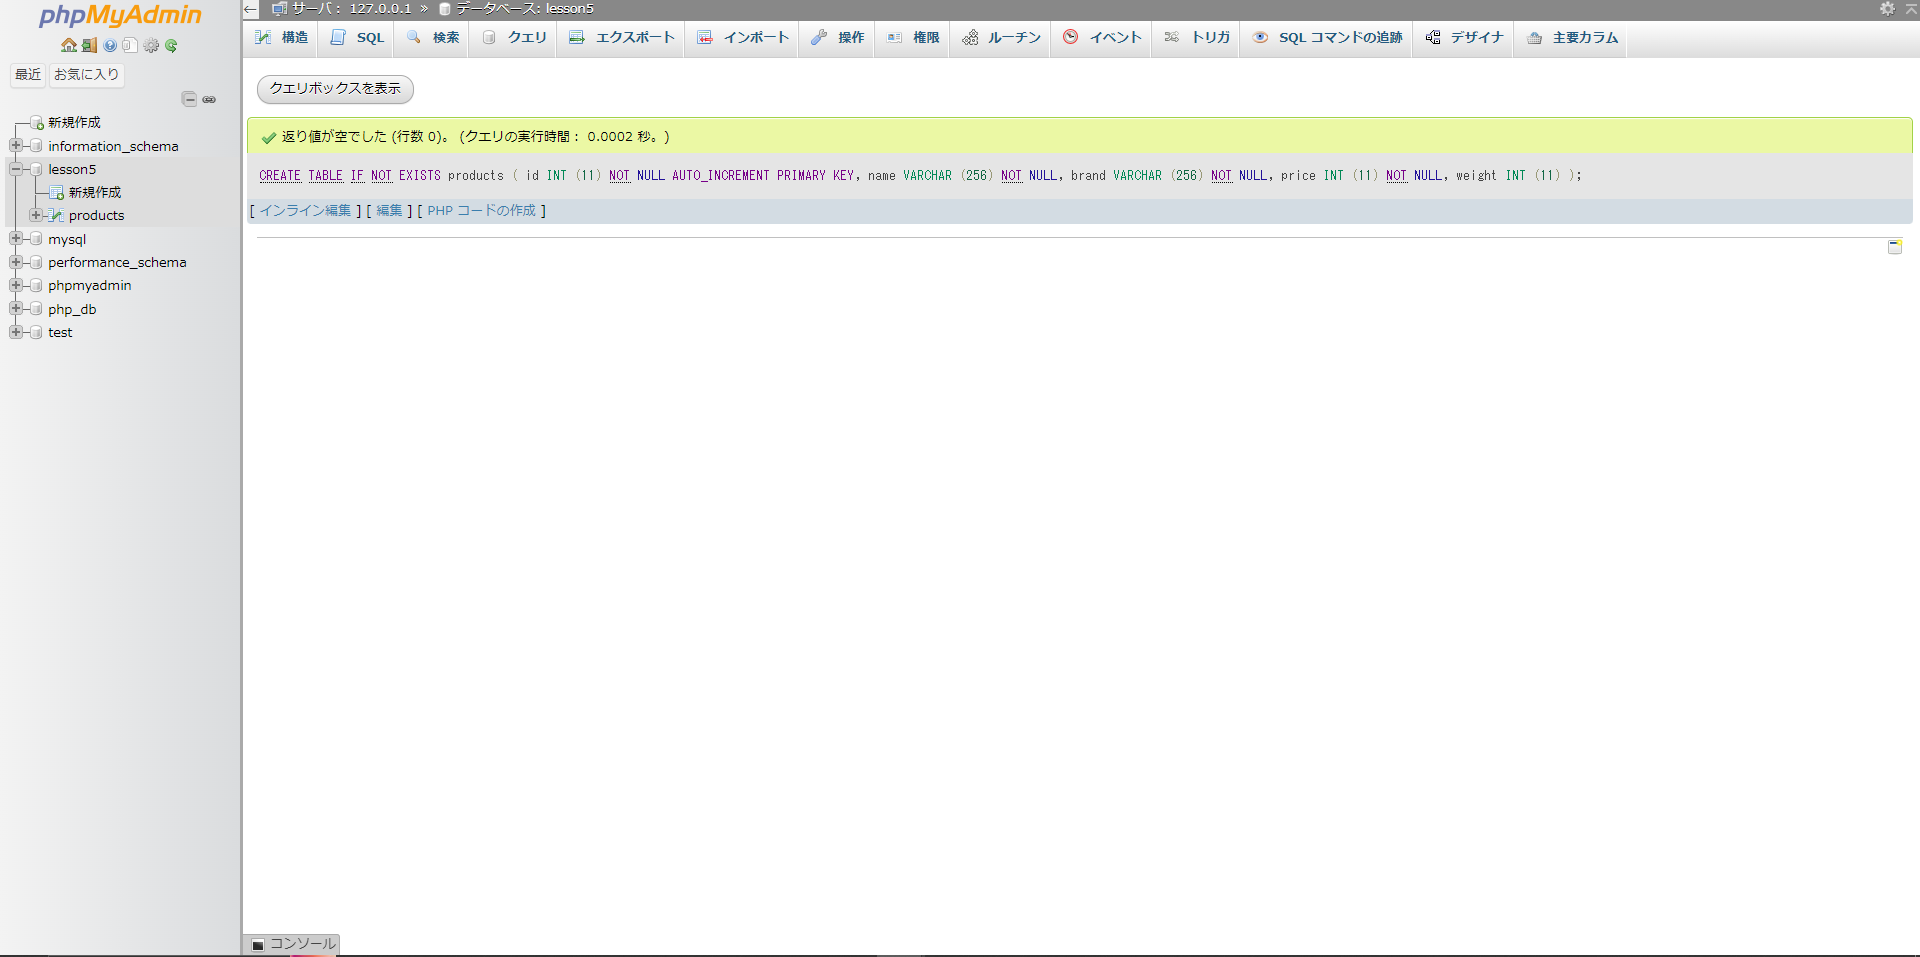 phpMyAdmin
最近 お気に入り
新規作成
information_schema
lesson5
新規作成
products
mysql
performance_schema
phpmyadmin
php_db
test
サーバ： 127.0.0.1 » データベース: lesson5
構造 SQL 検索 クエリ エクスポート インポート 操作 権限 ルーチン イベント トリガ SQL コマンドの追跡 デザイナ 主要カラム
クエリボックスを表示
返り値が空でした (行数 0)。 (クエリの実行時間： 0.0002 秒。)
CREATE TABLE IF NOT EXISTS products ( id INT (11) NOT NULL AUTO_INCREMENT PRIMARY KEY, name VARCHAR (256) NOT NULL, brand VARCHAR (256) NOT NULL, price INT (11) NOT NULL, weight INT (11) );
[ インライン編集 ] [ 編集 ] [ PHP コードの作成 ]
コンソール